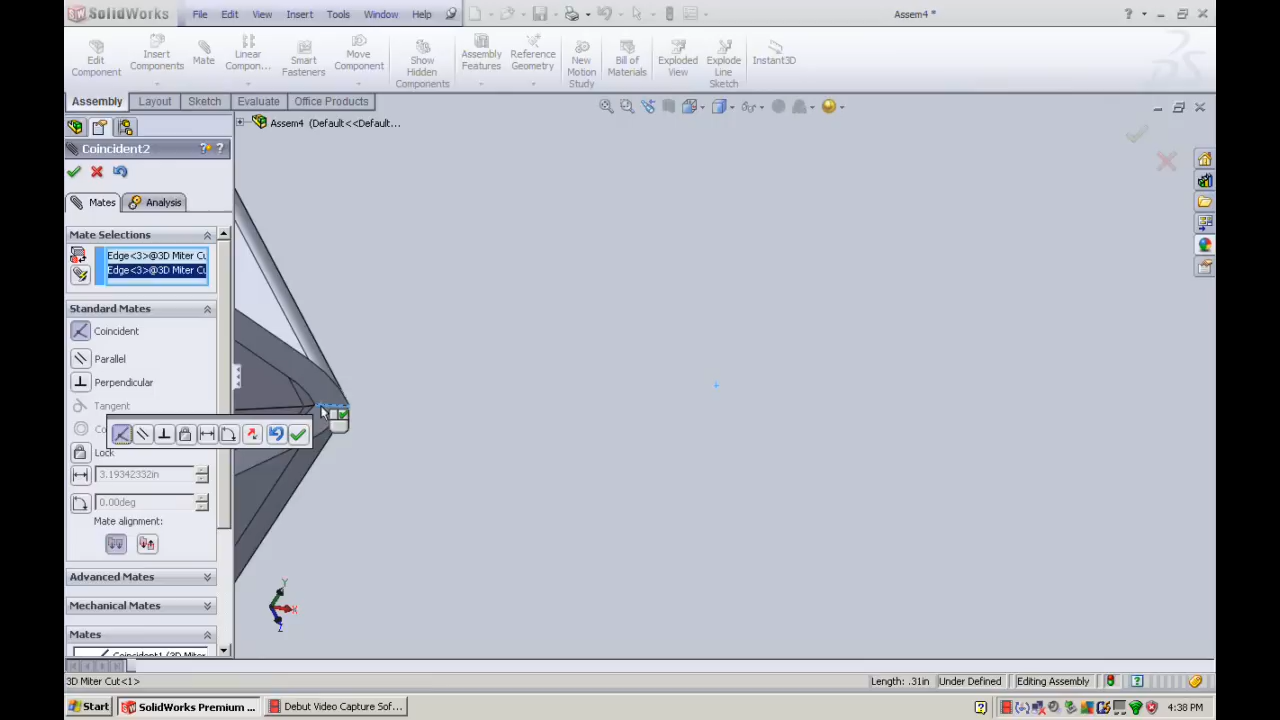 SolidWorks
File Edit View Insert Tools Window Help
Assem4 *
Edit Component
Insert Components
Mate
Linear Compon...
Smart Fasteners
Move Component
Show Hidden Components
Assembly Features
Reference Geometry
New Motion Study
Bill of Materials
Exploded View
Explode Line Sketch
Instant3D
Assembly Layout Sketch Evaluate Office Products
Assem4 (Default<<Default...
Coincident2
Mates Analysis
Mate Selections
Edge<3>@3D Miter Cu
Edge<3>@3D Miter Cu
Standard Mates
Coincident
Parallel
Perpendicular
Tangent
Co
Lock
3.19342332in
0.00deg
Mate alignment:
Advanced Mates
Mechanical Mates
Mates
Coincident1 (3D Miter
Y
X
Z
3D Miter Cut<1>
Length: .31in Under Defined Editing Assembly
Start SolidWorks Premium ... Debut Video Capture Sof... 4:38 PM